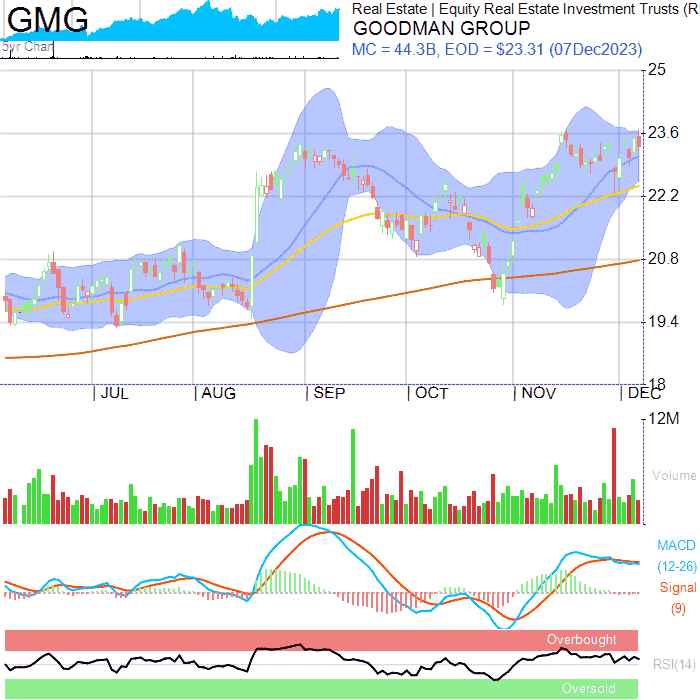 GMG
5yr Chart
Real Estate | Equity Real Estate Investment Trusts (R
GOODMAN GROUP
MC = 44.3B, EOD = $23.31 (07Dec2023)
25
23.6
22.2
20.8
19.4
18
JUL
AUG
SEP
OCT
NOV
DEC
12M
Volume
MACD
(12-26)
Signal
(9)
Overbought
RSI(14)
Oversold